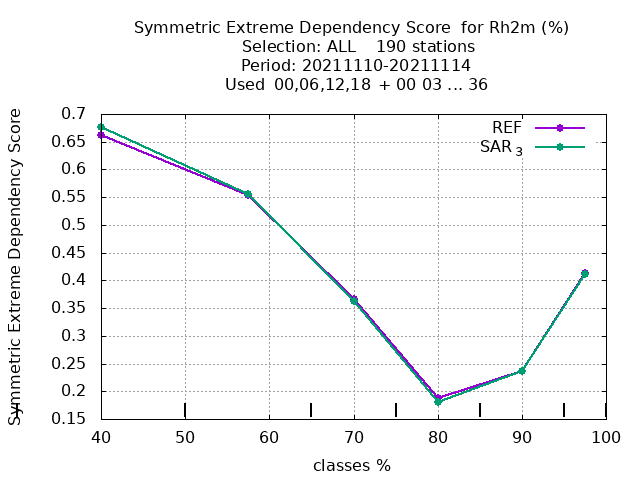 Symmetric Extreme Dependency Score for Rh2m (%)
Selection: ALL 190 stations
Period: 20211110-20211114
Used 00,06,12,18 + 00 03 ... 36
Symmetric Extreme Dependency Score
0.7
0.65
0.6
0.55
0.5
0.45
0.4
0.35
0.3
0.25
0.2
0.15
REF
SAR 3
40
50
60
70
80
90
100
classes %